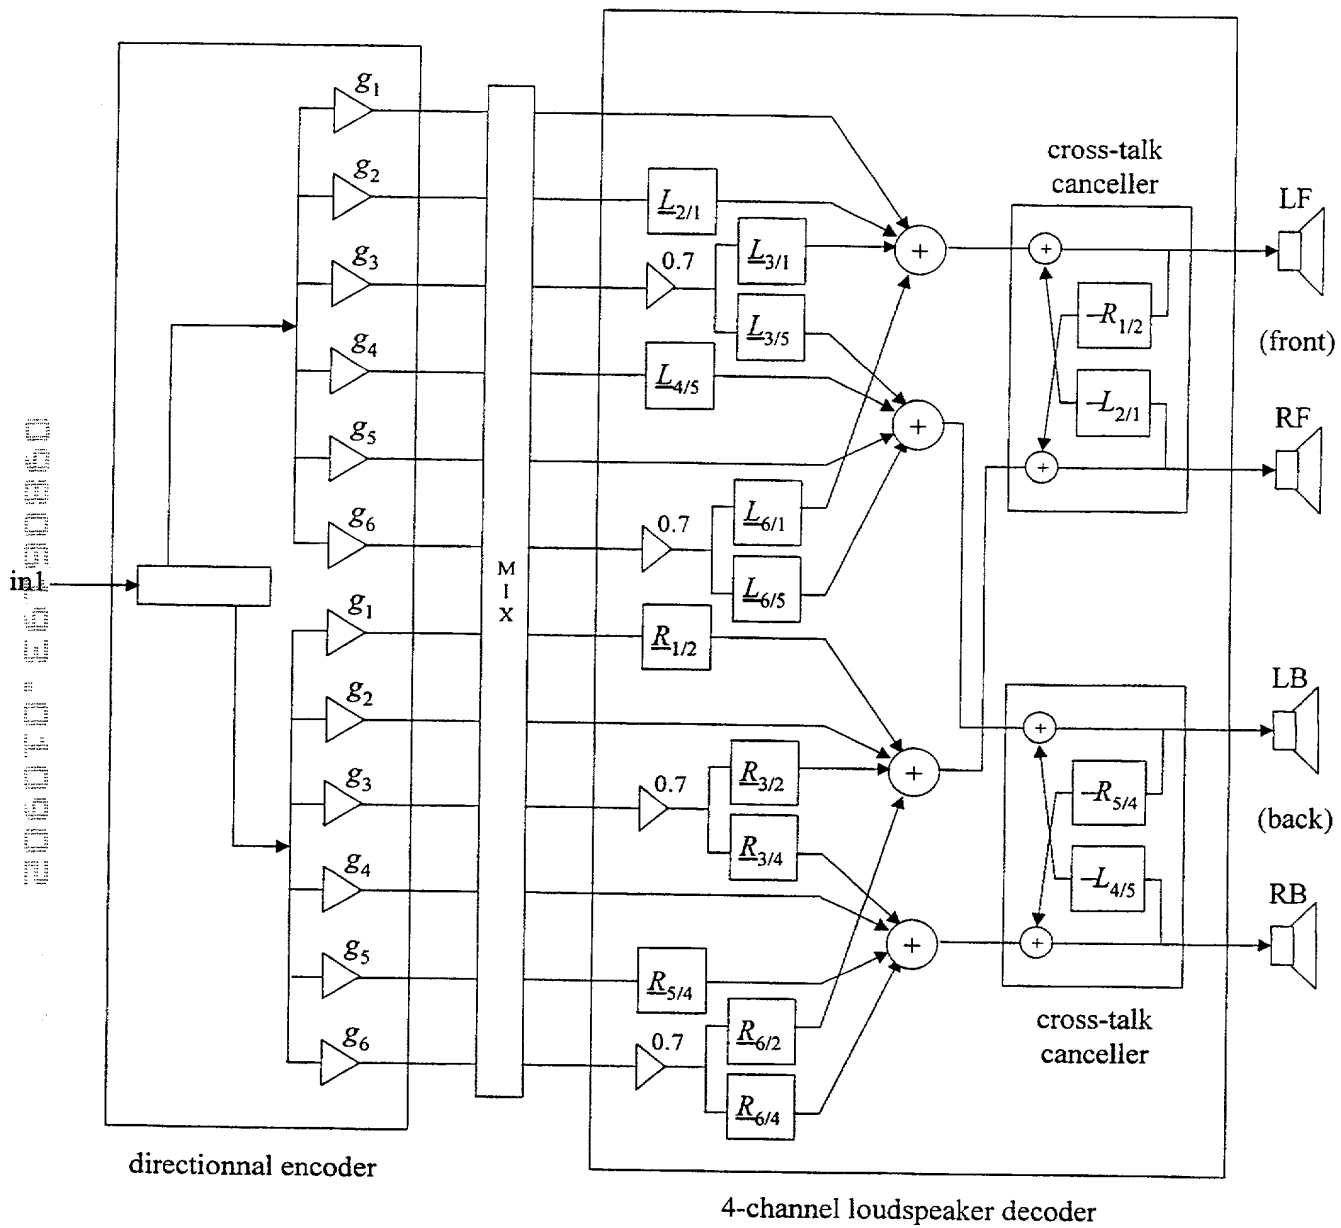 g1
g2
g3
g4
g5
g6
in1
g1
g2
g3
g4
g5
g6
directionnal encoder
M
I
X
L2/1
0.7
L3/1
L3/5
L4/5
0.7
L6/1
L6/5
R1/2
0.7
R3/2
R3/4
R5/4
0.7
R6/2
R6/4
+
+
+
+
cross-talk
canceller
+
-R1/2
-L2/1
+
+
-R5/4
-L4/5
+
cross-talk
canceller
LF
(front)
RF
LB
(back)
RB
4-channel loudspeaker decoder